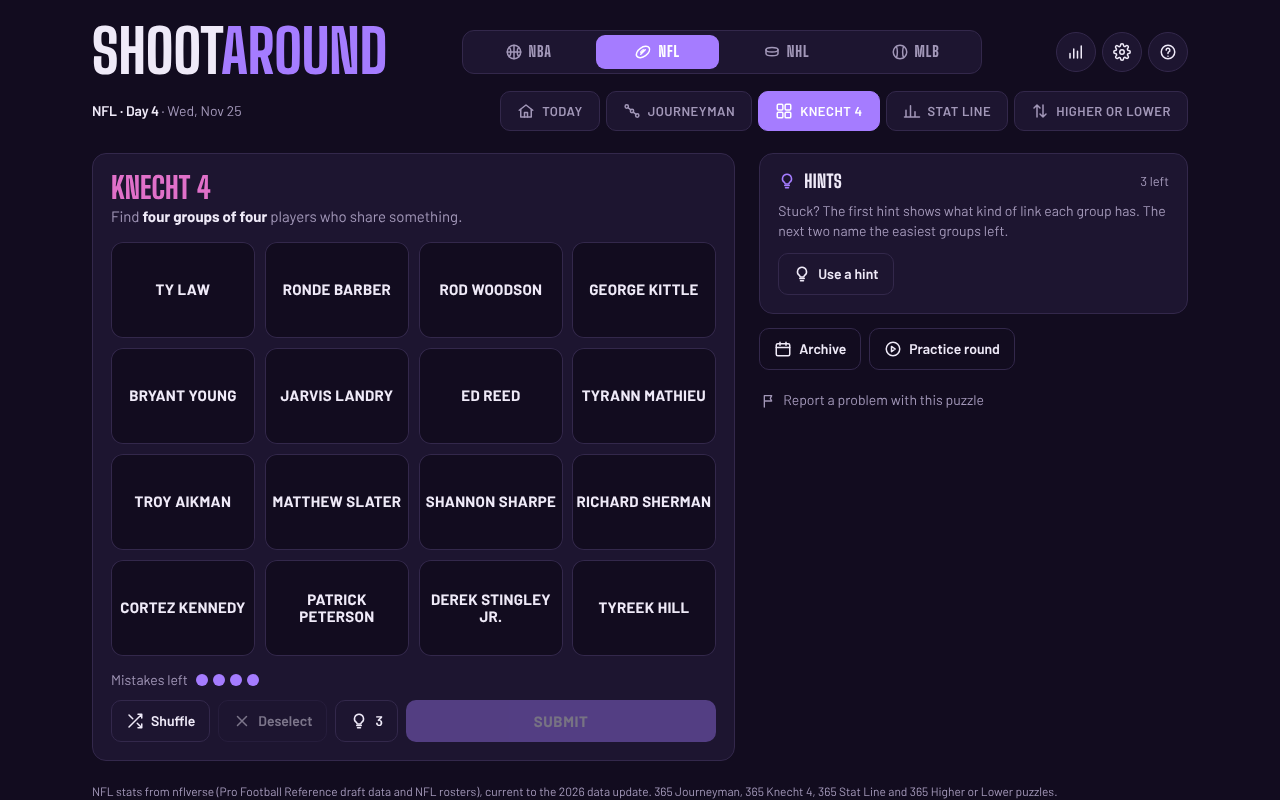 SHOOTAROUND
NBA
NFL
NHL
MLB
NFL · Day 4 · Wed, Nov 25
TODAY
JOURNEYMAN
KNECHT 4
STAT LINE
HIGHER OR LOWER
KNECHT 4
Find four groups of four players who share something.
TY LAW
RONDE BARBER
ROD WOODSON
GEORGE KITTLE
BRYANT YOUNG
JARVIS LANDRY
ED REED
TYRANN MATHIEU
TROY AIKMAN
MATTHEW SLATER
SHANNON SHARPE
RICHARD SHERMAN
CORTEZ KENNEDY
PATRICK
PETERSON
DEREK STINGLEY
JR.
TYREEK HILL
Mistakes left
Shuffle
Deselect
3
SUBMIT
HINTS
3 left
Stuck? The first hint shows what kind of link each group has. The
next two name the easiest groups left.
Use a hint
Archive
Practice round
Report a problem with this puzzle
NFL stats from nflverse (Pro Football Reference draft data and NFL rosters), current to the 2026 data update. 365 Journeyman, 365 Knecht 4, 365 Stat Line and 365 Higher or Lower puzzles.